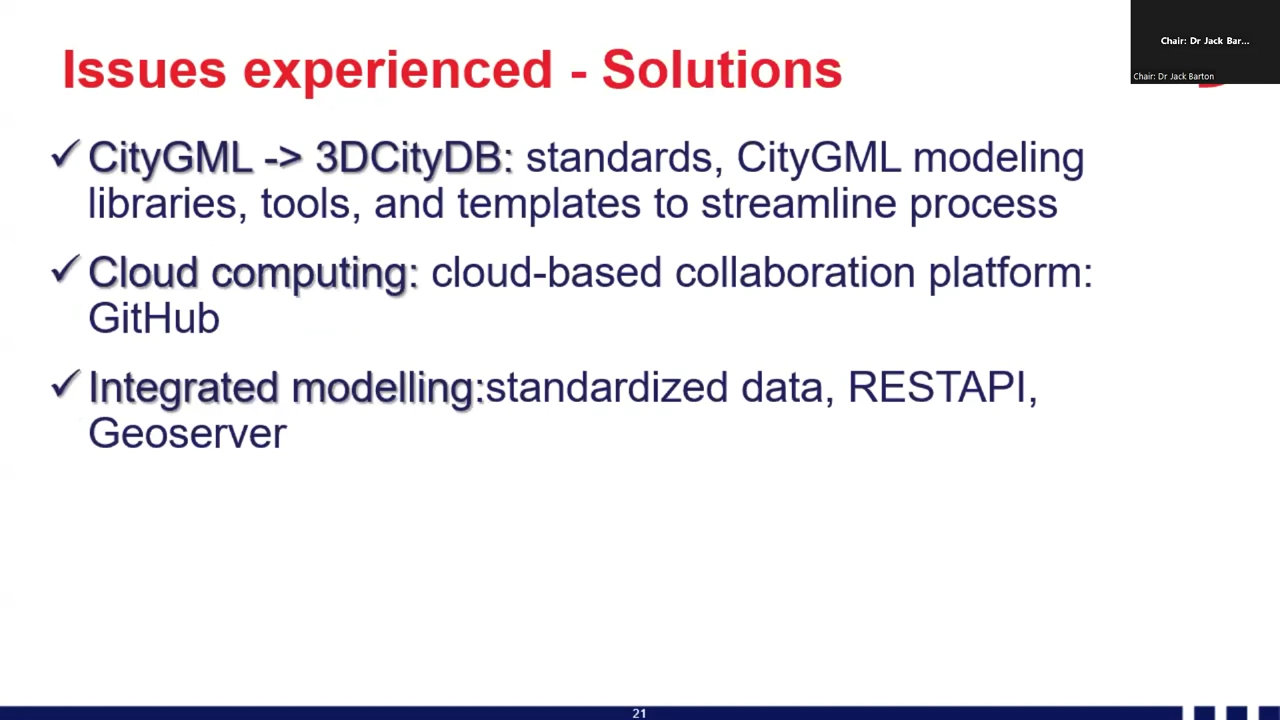 Issues experienced - Solutions
Chair: Dr Jack Bar...
Chair: Dr Jack Barton
✓ CityGML -> 3DCityDB: standards, CityGML modeling
libraries, tools, and templates to streamline process
✓ Cloud computing: cloud-based collaboration platform:
GitHub
✓ Integrated modelling:standardized data, RESTAPI,
Geoserver
21